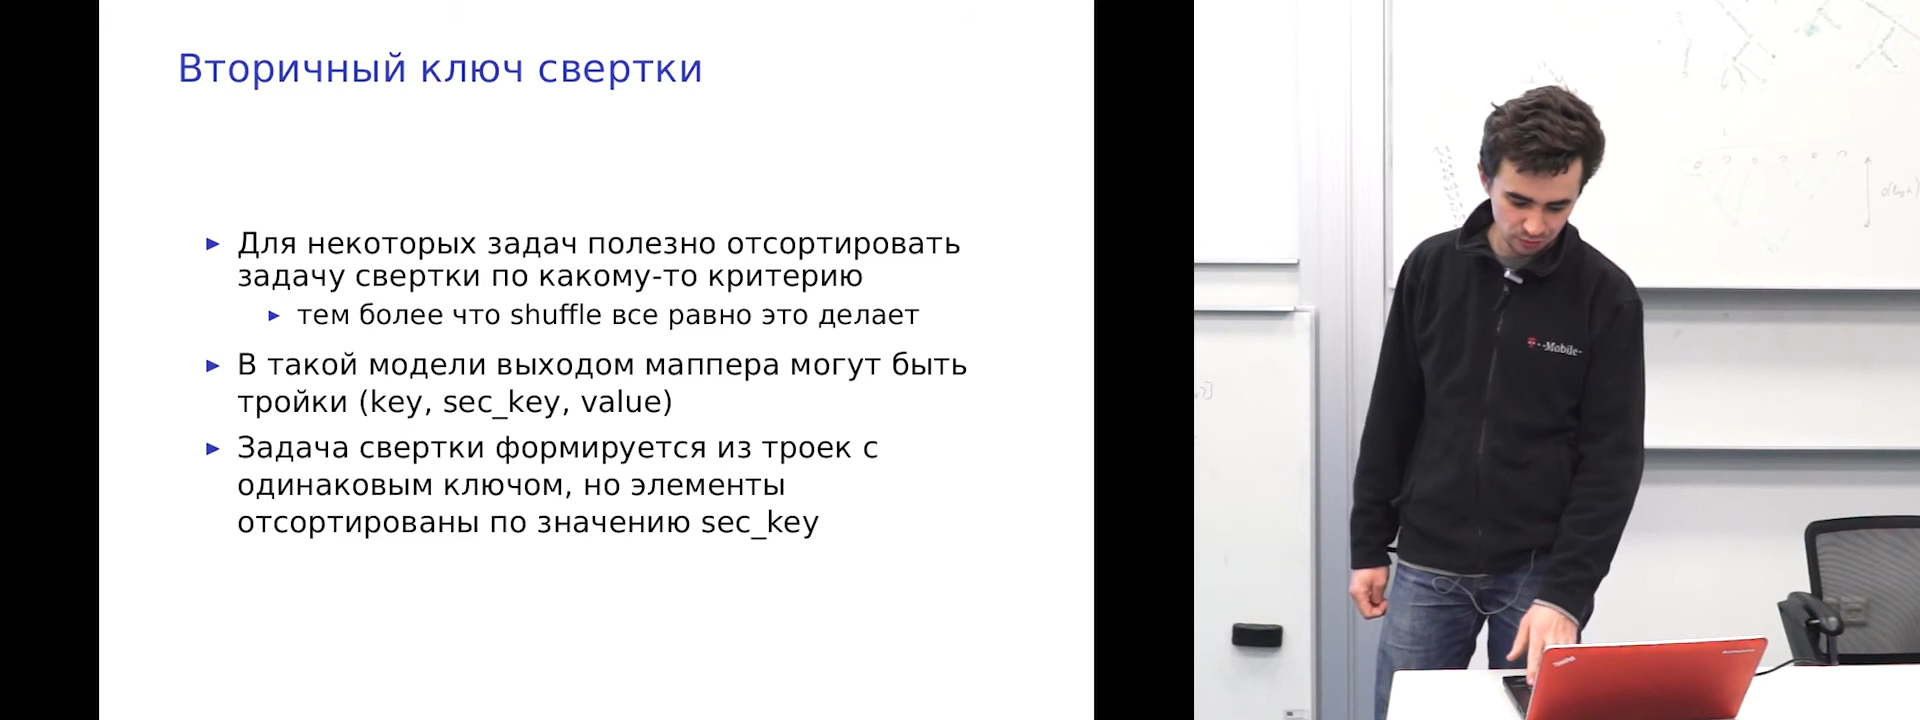 Вторичный ключ свертки
► Для некоторых задач полезно отсортировать
задачу свертки по какому-то критерию
► тем более что shuffle все равно это делает
► В такой модели выходом маппера могут быть
тройки (key, sec_key, value)
► Задача свертки формируется из троек с
одинаковым ключом, но элементы
отсортированы по значению sec_key
T··Mobile·
ThinkPad